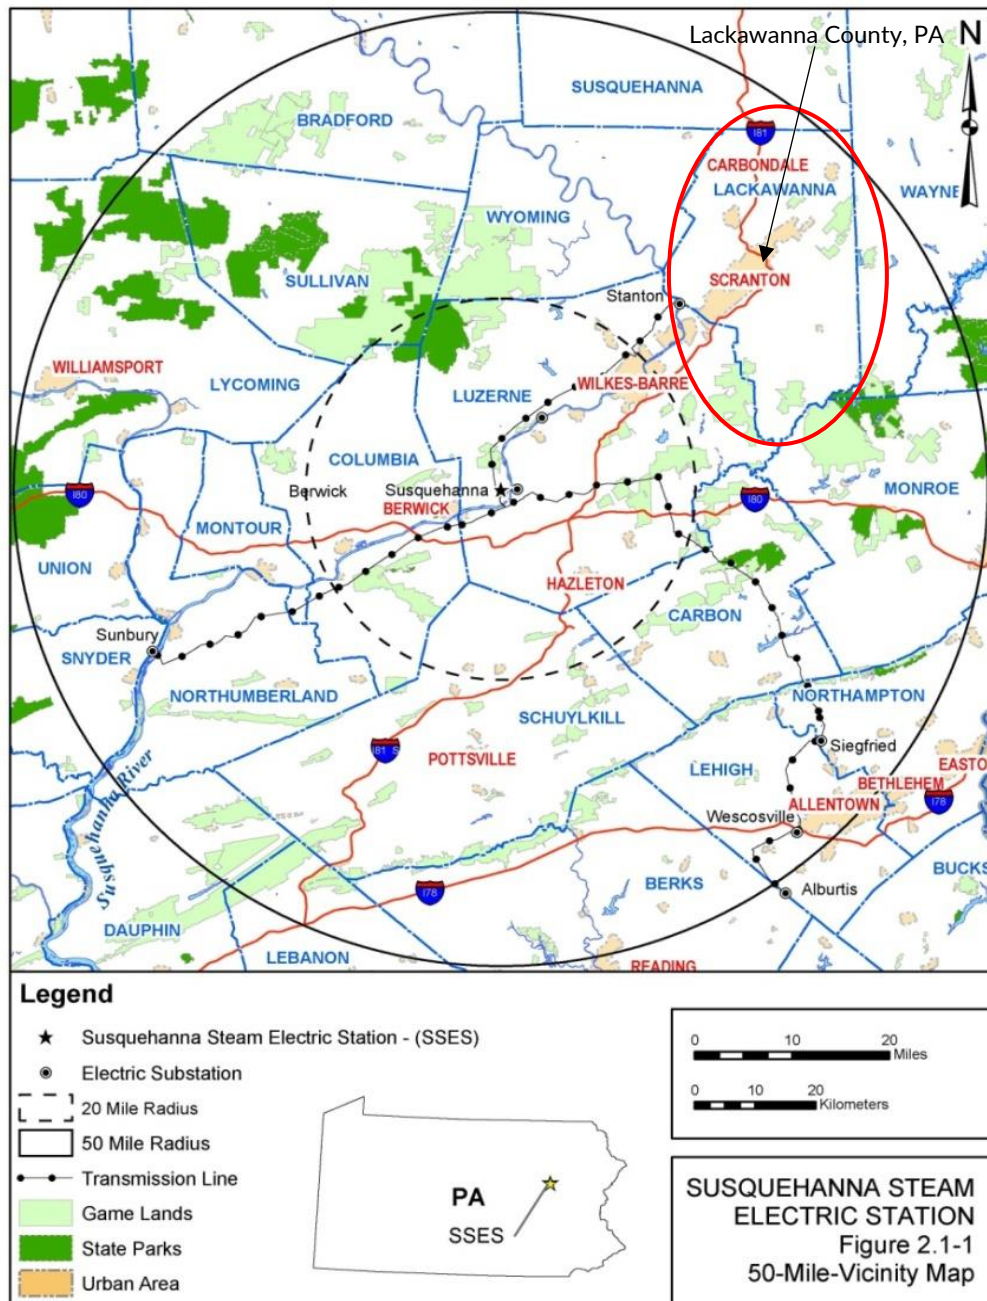 Lackawanna County, PA
N
SUSQUEHANNA
BRADFORD
181
CARBONDALE
LACKAWANNA
WAYNE
WYOMING
SULLIVAN
SCRANTON
Stanton
WILLIAMSPORT
LYCOMING
WILKES-BARRE
LUZERNE
COLUMBIA
Berwick
Susquehanna
BERWICK
180
180
MONROE
MONTOUR
UNION
HAZLETON
CARBON
Sunbury
SNYDER
NORTHUMBERLAND
NORTHAMPTON
SCHUYLKILL
181 S
POTTSVILLE
Siegfried
LEHIGH
EASTO
BETHLEHEM
ALLENTOWN
178
Wescosville
Susbuchanha River
178
BERKS
Alburtis
BUCKS
DAUPHIN
LEBANON
READING
Legend
Susquehanna Steam Electric Station - (SSES)
Electric Substation
20 Mile Radius
50 Mile Radius
Transmission Line
Game Lands
State Parks
Urban Area
PA
SSES
0 10 20
Miles
0 10 20
Kilometers
SUSQUEHANNA STEAM
ELECTRIC STATION
Figure 2.1-1
50-Mile-Vicinity Map